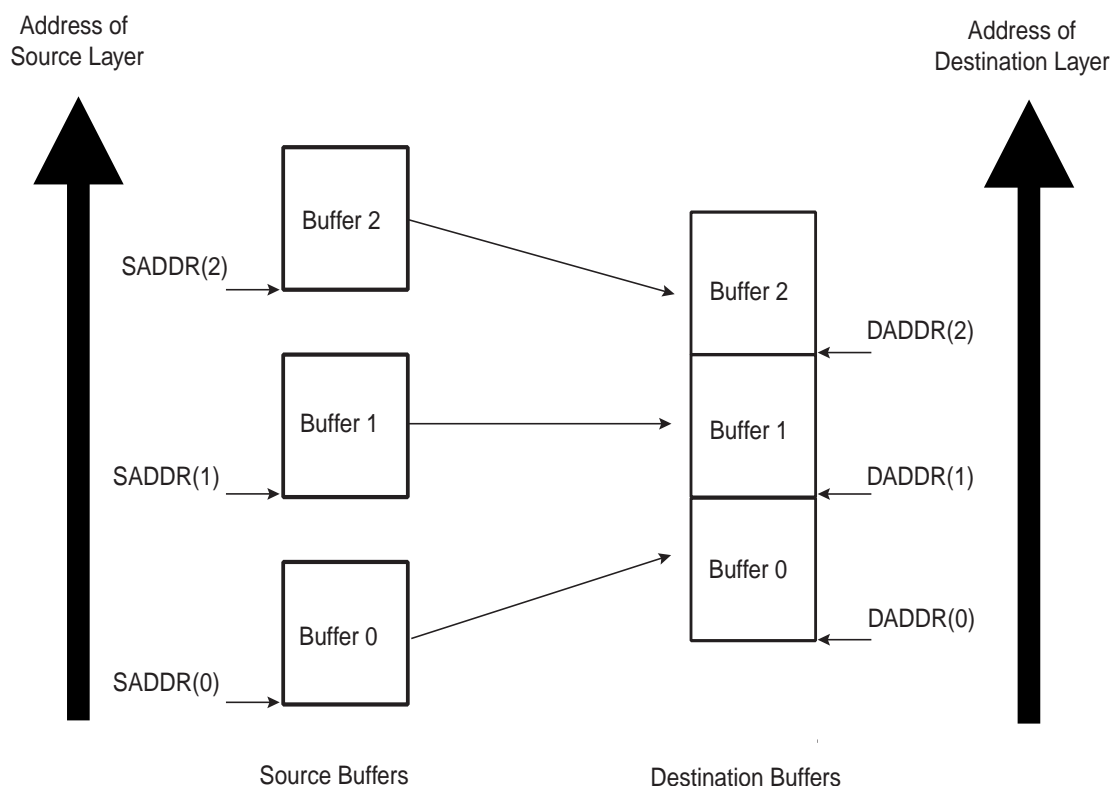 Address of
Source Layer
Address of
Destination Layer
Buffer 2
SADDR(2)
Buffer 2
DADDR(2)
Buffer 1
Buffer 1
SADDR(1)
DADDR(1)
Buffer 0
Buffer 0
DADDR(0)
SADDR(0)
Source Buffers
Destination Buffers